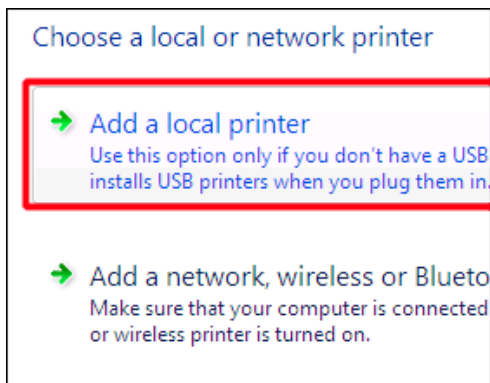 Choose a local or network printer
Add a local printer
Use this option only if you don't have a USB
installs USB printers when you plug them in.
Add a network, wireless or Blueto
Make sure that your computer is connected
or wireless printer is turned on.